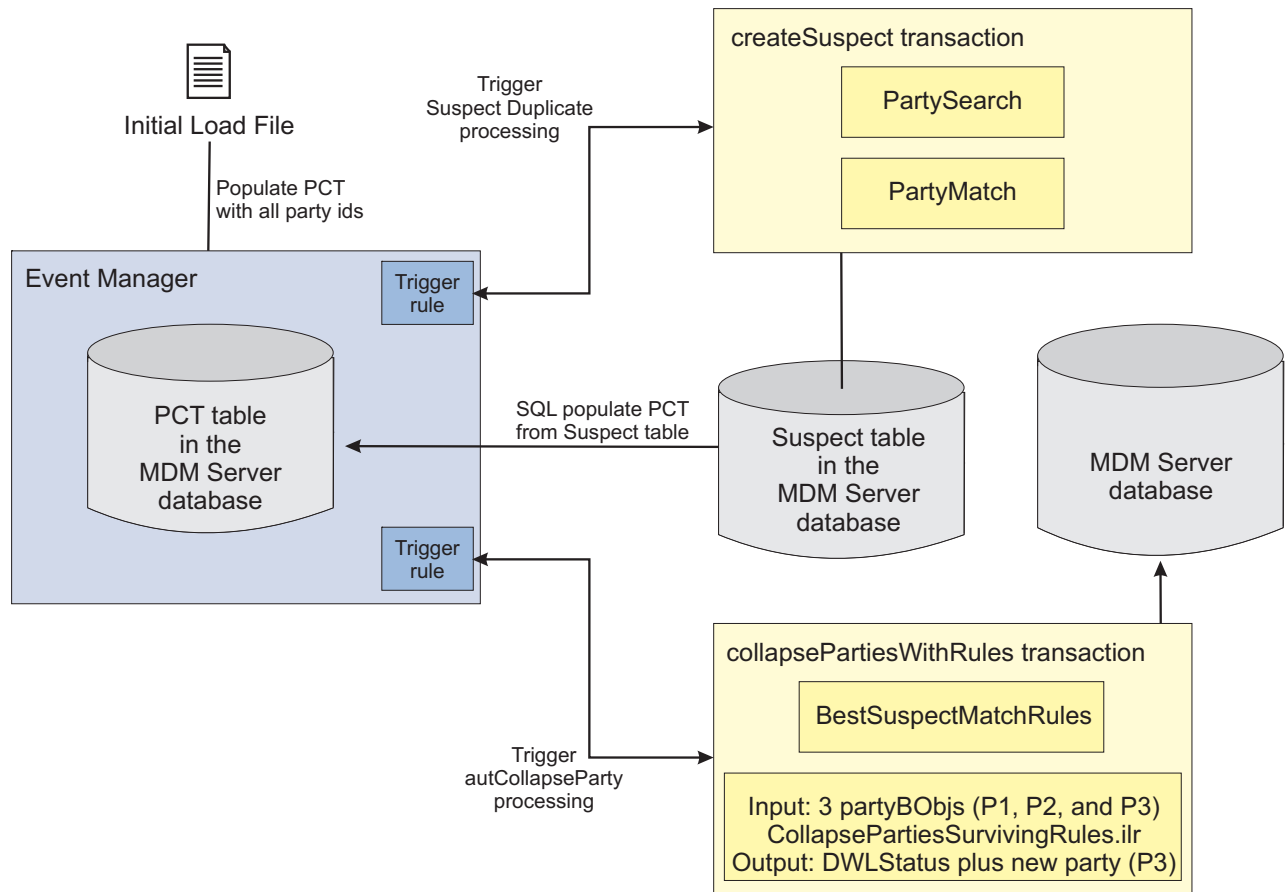 Initial Load File
Populate PCT
with all party ids
Trigger
Suspect Duplicate
processing
createSuspect transaction
PartySearch
PartyMatch
Event Manager
Trigger
rule
PCT table
in the
MDM Server
database
SQL populate PCT
from Suspect table
Suspect table
in the
MDM Server
database
MDM Server
database
Trigger
rule
Trigger
autCollapseParty
processing
collapsePartiesWithRules transaction
BestSuspectMatchRules
Input: 3 partyBObjs (P1, P2, and P3)
CollapsePartiesSurvivingRules.ilr
Output: DWLStatus plus new party (P3)